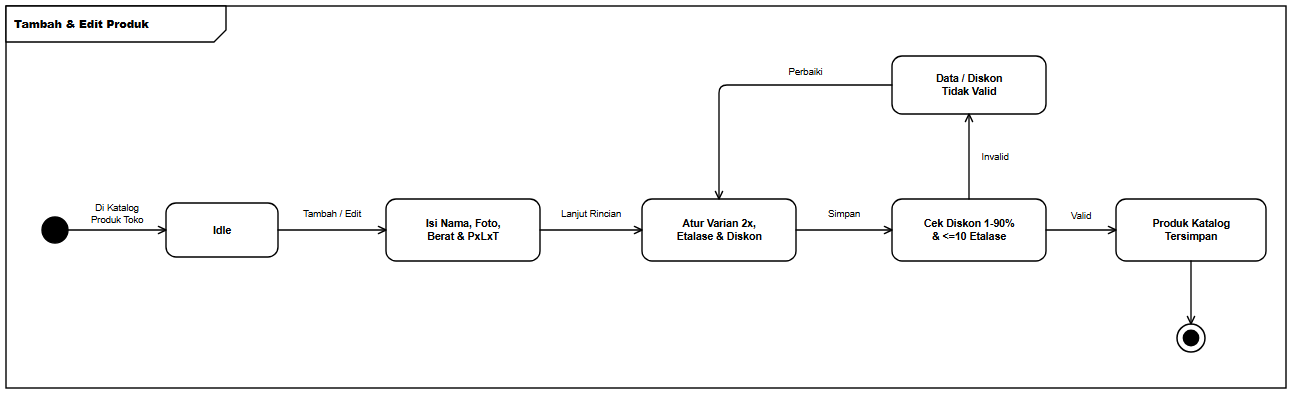 Tambah & Edit Produk
Data / Diskon
Tidak Valid
Perbaiki
Invalid
Di Katalog
Produk Toko
Idle
Tambah / Edit
Isi Nama, Foto,
Berat & PxLxT
Lanjut Rincian
Atur Varian 2x,
Etalase & Diskon
Simpan
Cek Diskon 1-90%
& <=10 Etalase
Valid
Produk Katalog
Tersimpan